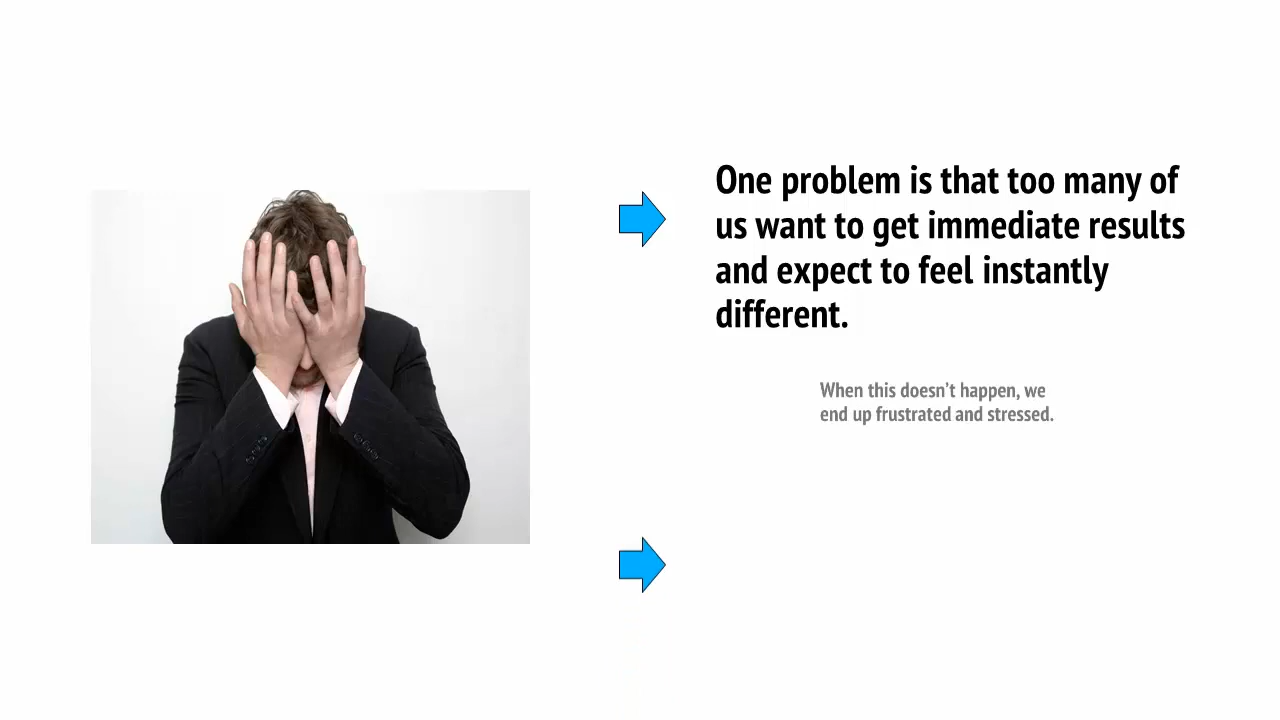 One problem is that too many of
us want to get immediate results
and expect to feel instantly
different.
When this doesn’t happen, we
end up frustrated and stressed.